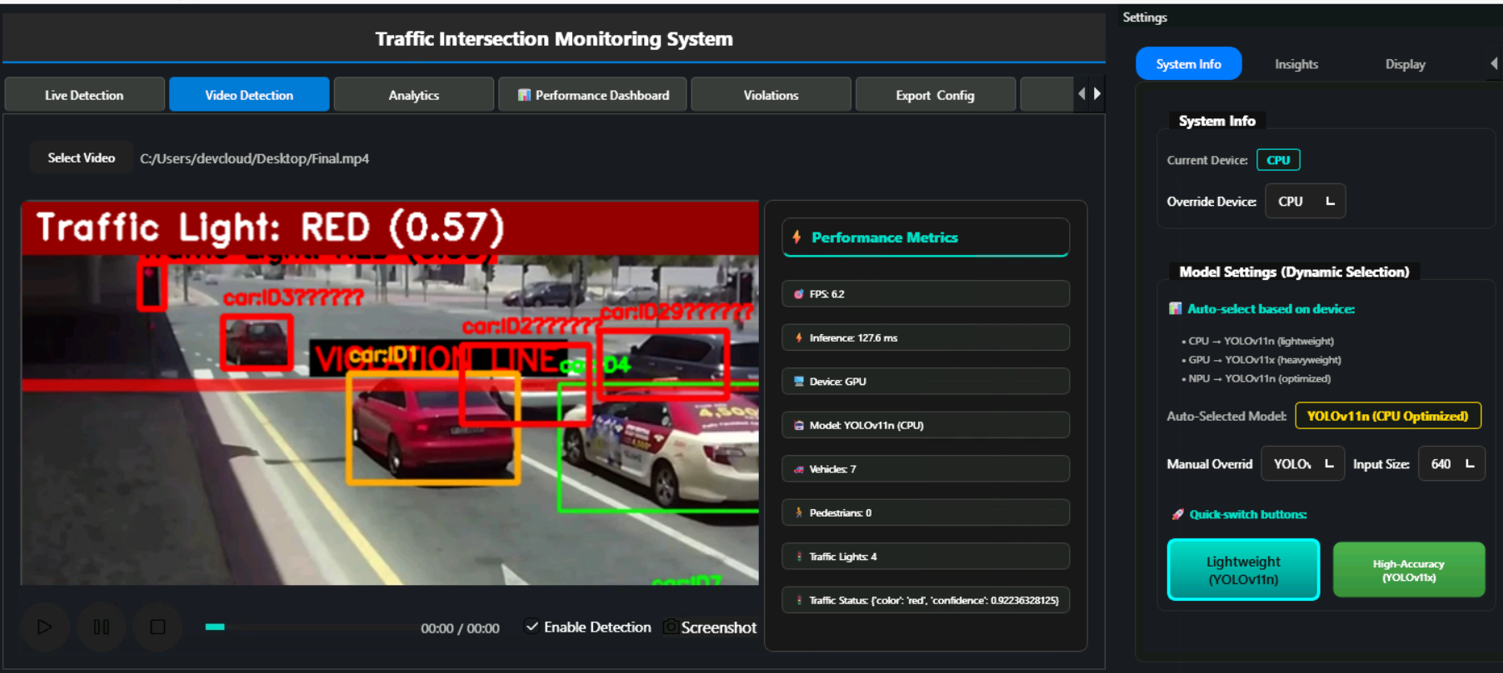 Traffic Intersection Monitoring System
Live Detection
Video Detection
Analytics
Performance Dashboard
Violations
Export Config
Select Video
C:/Users/devcloud/Desktop/Final.mp4
Traffic Light: RED (0.57)
car:ID3??????
car:ID2??????
car:ID29??????
VIOLATION LINE
car:ID1
car:ID4
4,500
car:ID7
00:00 / 00:00
Enable Detection
Screenshot
Performance Metrics
FPS: 6.2
Inference: 127.6 ms
Device: GPU
Model: YOLOv11n (CPU)
Vehicles: 7
Pedestrians: 0
Traffic Lights: 4
Traffic Status: {'color': 'red', 'confidence': 0.92236328125}
Settings
System Info
Insights
Display
System Info
Current Device: CPU
Override Device: CPU
Model Settings (Dynamic Selection)
Auto-select based on device:
• CPU → YOLOv11n (lightweight)
• GPU → YOLOv11x (heavyweight)
• NPU → YOLOv11n (optimized)
Auto-Selected Model: YOLOv11n (CPU Optimized)
Manual Overrid YOLOv Input Size: 640
Quick-switch buttons:
Lightweight
(YOLOv11n)
High-Accuracy
(YOLOv11x)